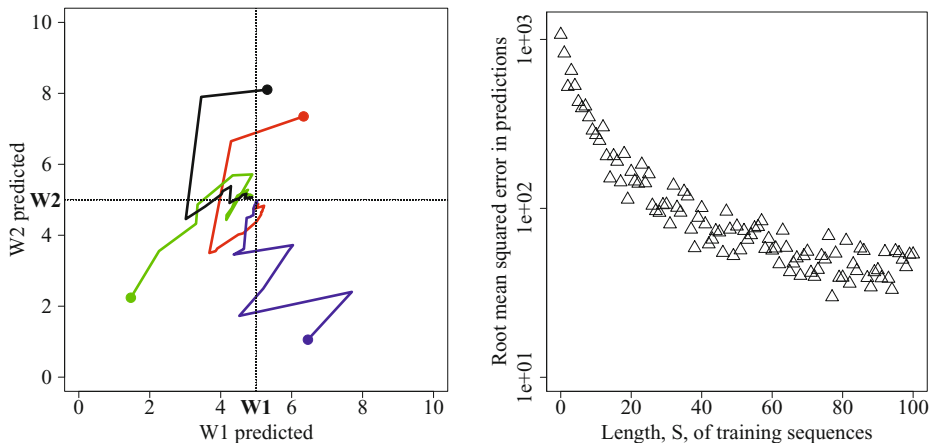 10
8
6
W2
4
2
0
W2 predicted
0
2
4
W1
6
8
10
W1 predicted
1e+03
1e+02
1e+01
Root mean squared error in predictions
0
20
40
60
80
100
Length, S, of training sequences